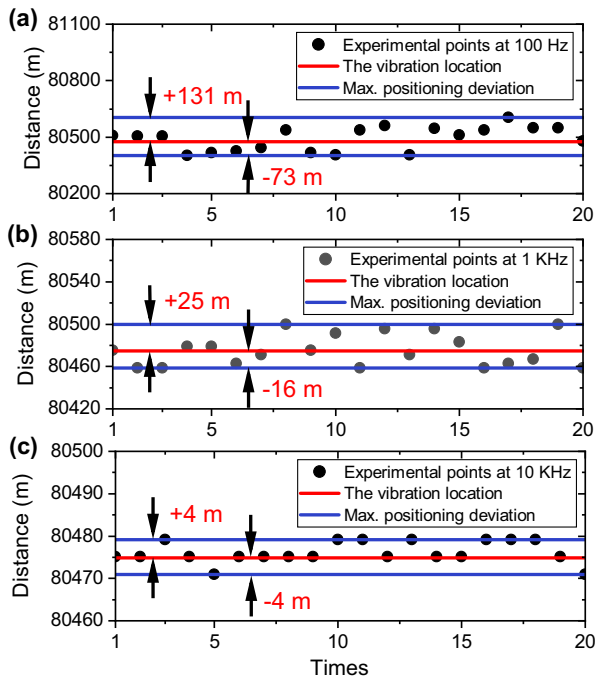 (a)
81100
80800
80500
80200
Distance (m)
Experimental points at 100 Hz
The vibration location
Max. positioning deviation
+131 m
-73 m
1 5 10 15 20
(b)
80580
80540
80500
80460
80420
Distance (m)
Experimental points at 1 KHz
The vibration location
Max. positioning deviation
+25 m
-16 m
1 5 10 15 20
(c)
80500
80490
80480
80470
80460
Distance (m)
Experimental points at 10 KHz
The vibration location
Max. positioning deviation
+4 m
-4 m
1 5 10 15 20
Times